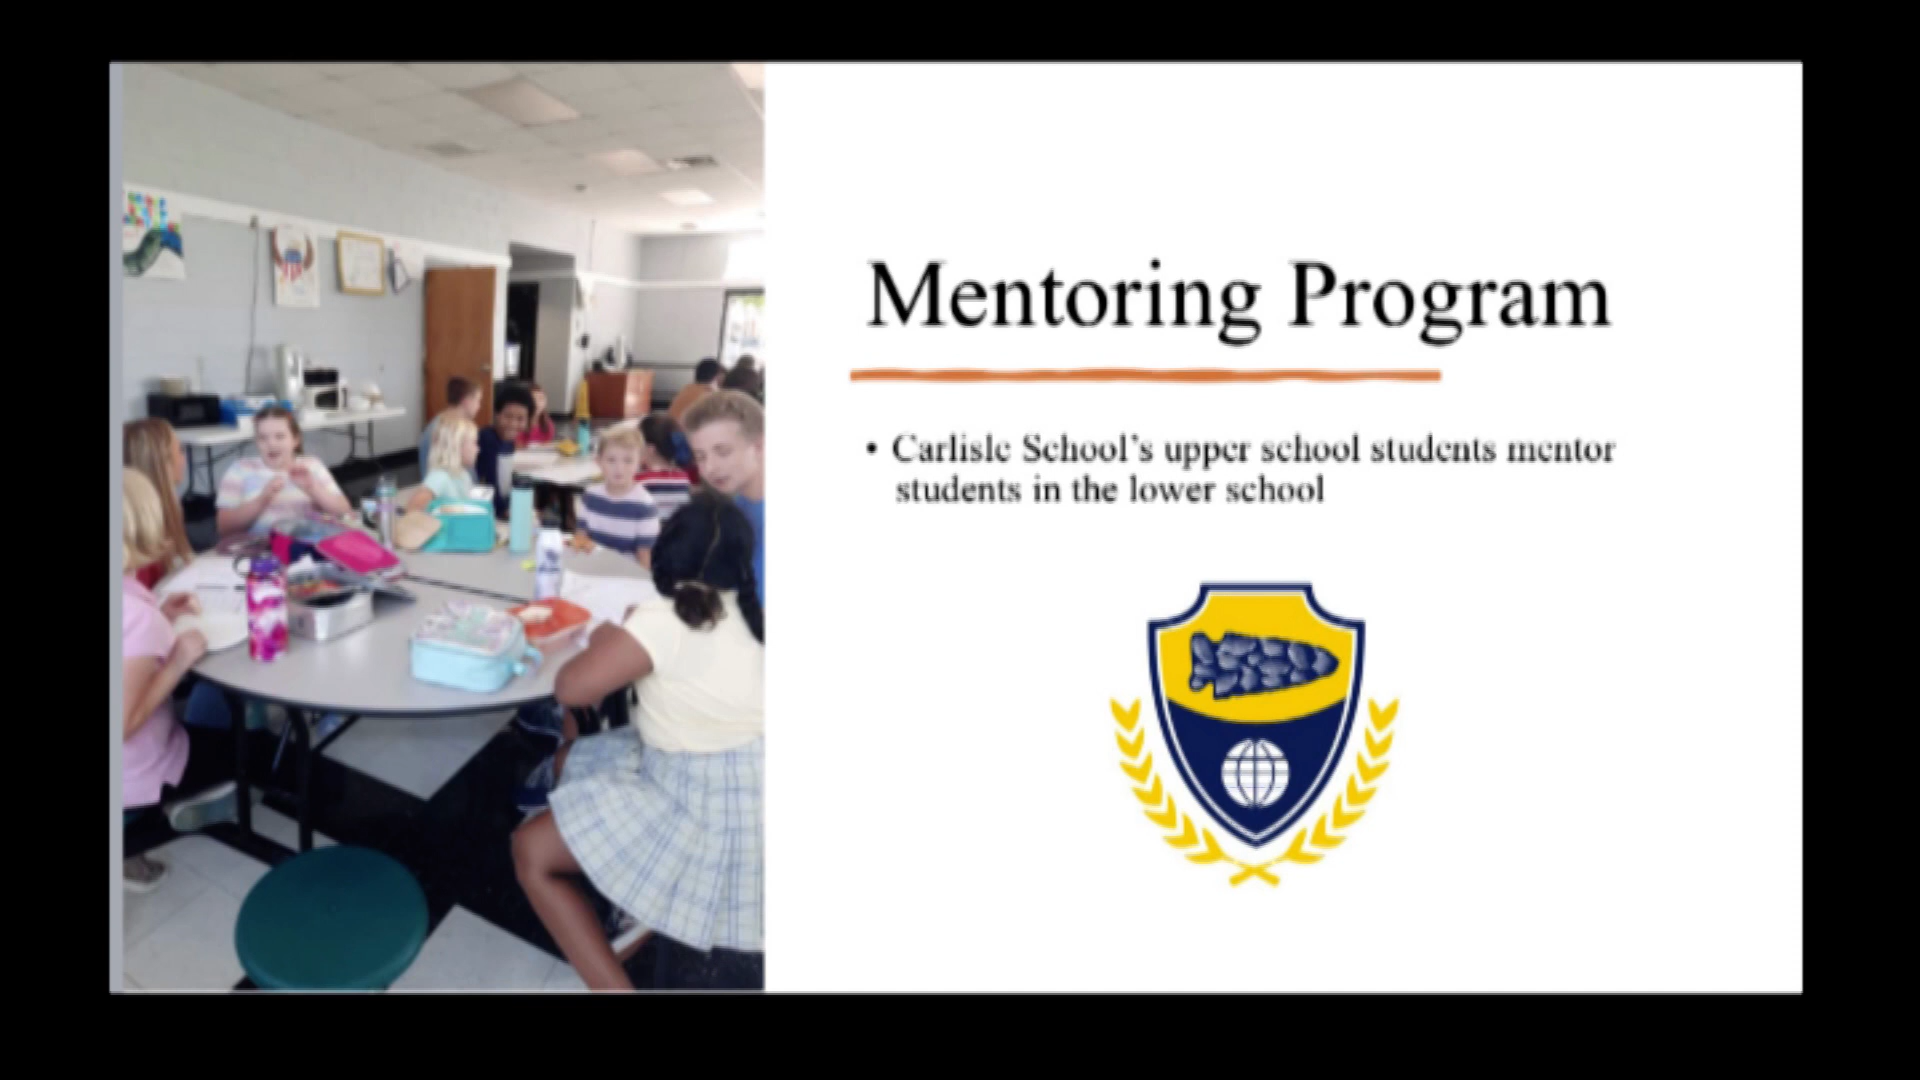 Mentoring Program
• Carlisle School's upper school students mentor
students in the lower school